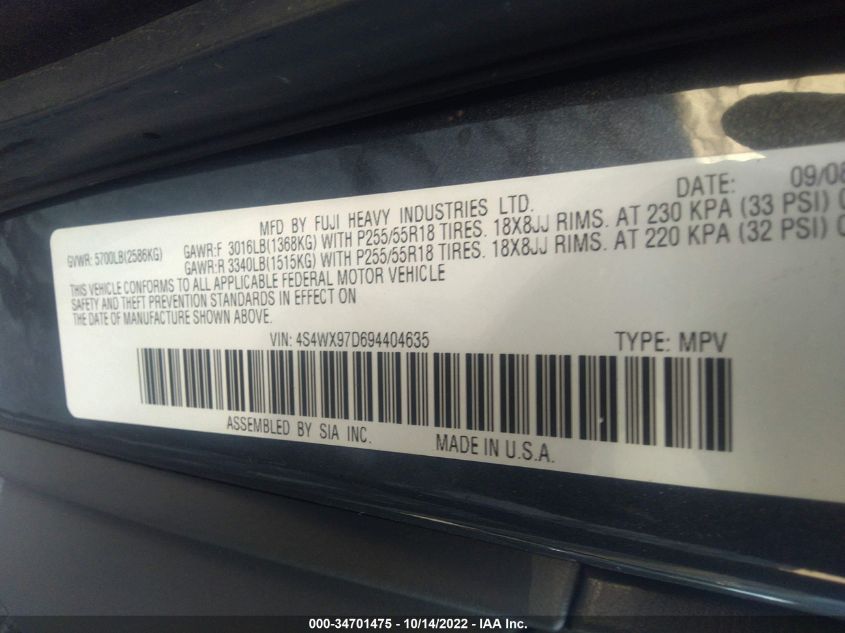 MFD BY FUJI HEAVY INDUSTRIES LTD. DATE: 09/08
GVWR: 5700LB(2586KG) GAWR:F 3016LB(1368KG) WITH P255/55R18 TIRES. 18X8JJ RIMS. AT 230 KPA (33 PSI)
GAWR:R 3340LB(1515KG) WITH P255/55R18 TIRES. 18X8JJ RIMS. AT 220 KPA (32 PSI)
THIS VEHICLE CONFORMS TO ALL APPLICABLE FEDERAL MOTOR VEHICLE
SAFETY AND THEFT PREVENTION STANDARDS IN EFFECT ON
THE DATE OF MANUFACTURE SHOWN ABOVE.
VIN: 4S4WX97D694404635 TYPE: MPV
ASSEMBLED BY SIA INC. MADE IN U.S.A.
000-34701475 - 10/14/2022 - IAA Inc.